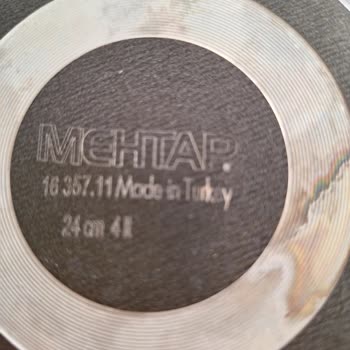 MEHTAP
16 357.11 Made in Turkey
24 cm 4 lt